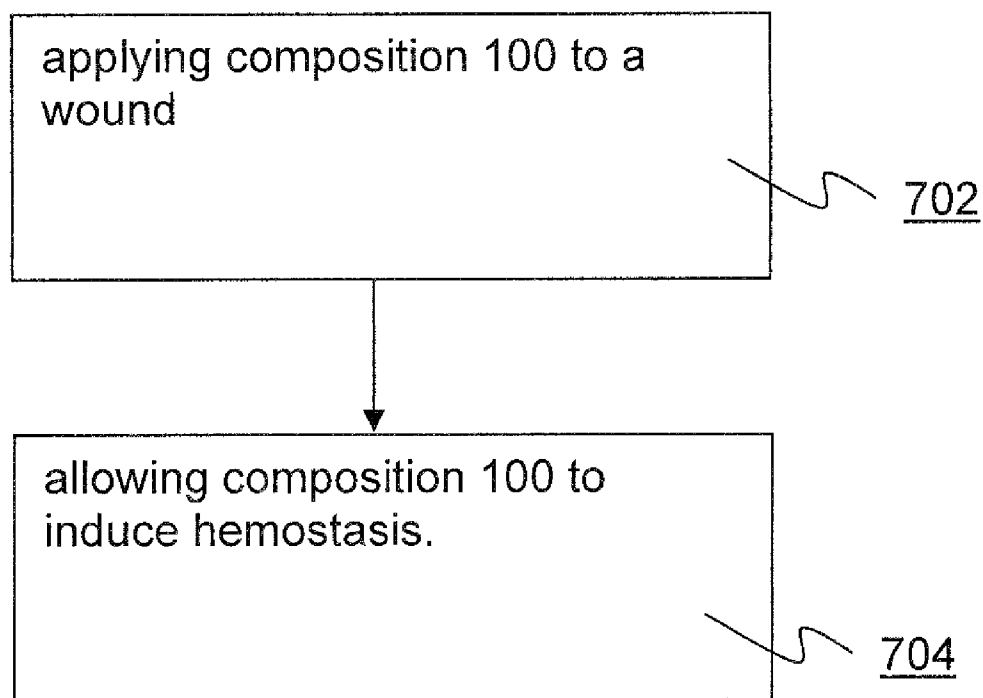 applying composition 100 to a
wound
702
allowing composition 100 to
induce hemostasis.
704